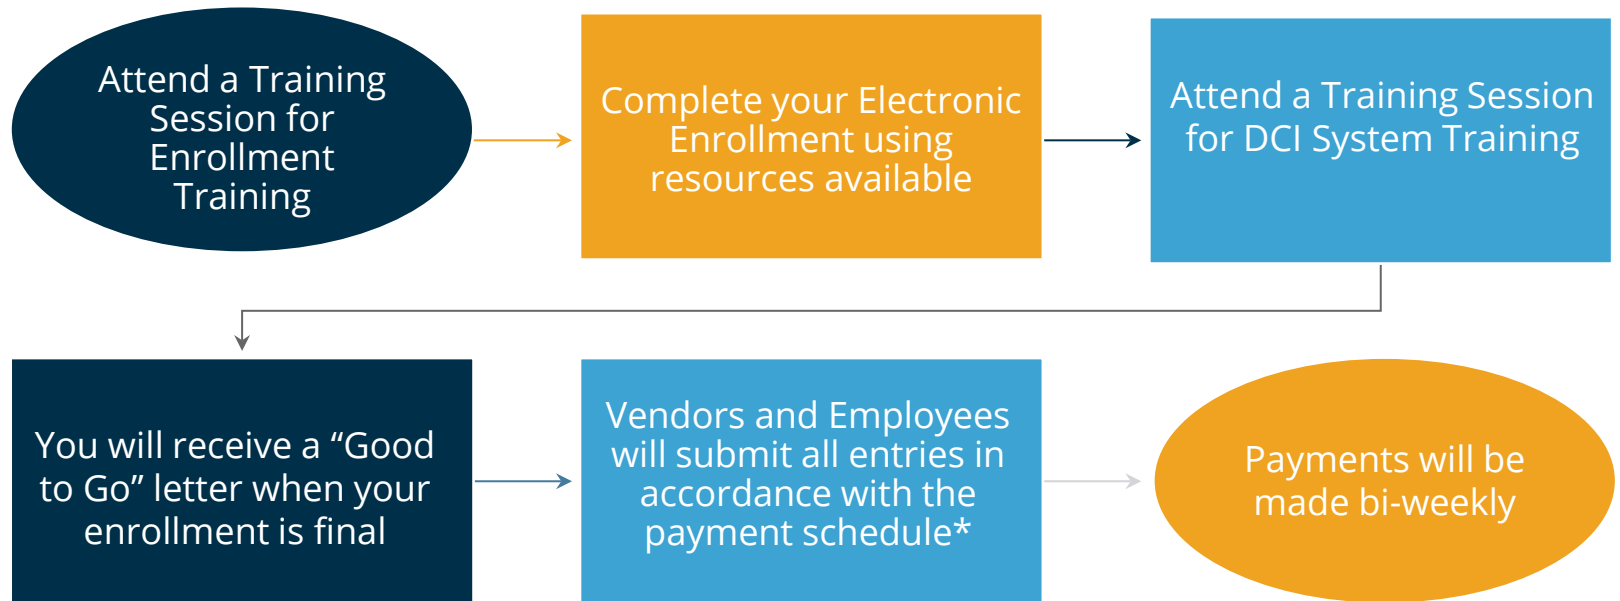 Attend a Training
Session for
Enrollment
Training
Complete your Electronic
Enrollment using
resources available
Attend a Training Session
for DCI System Training
You will receive a “Good
to Go” letter when your
enrollment is final
Vendors and Employees
will submit all entries in
accordance with the
payment schedule*
Payments will be
made bi-weekly